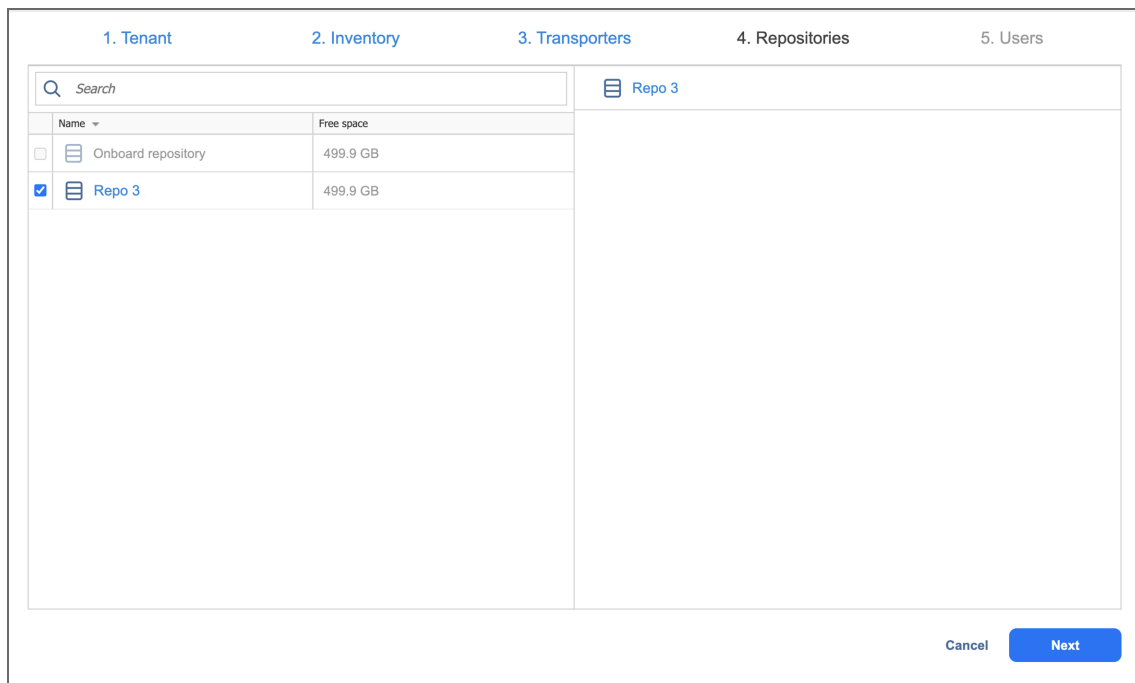 1. Tenant 2. Inventory 3. Transporters 4. Repositories 5. Users
Search
Repo 3
Name Free space
Onboard repository 499.9 GB
Repo 3 499.9 GB
Cancel Next